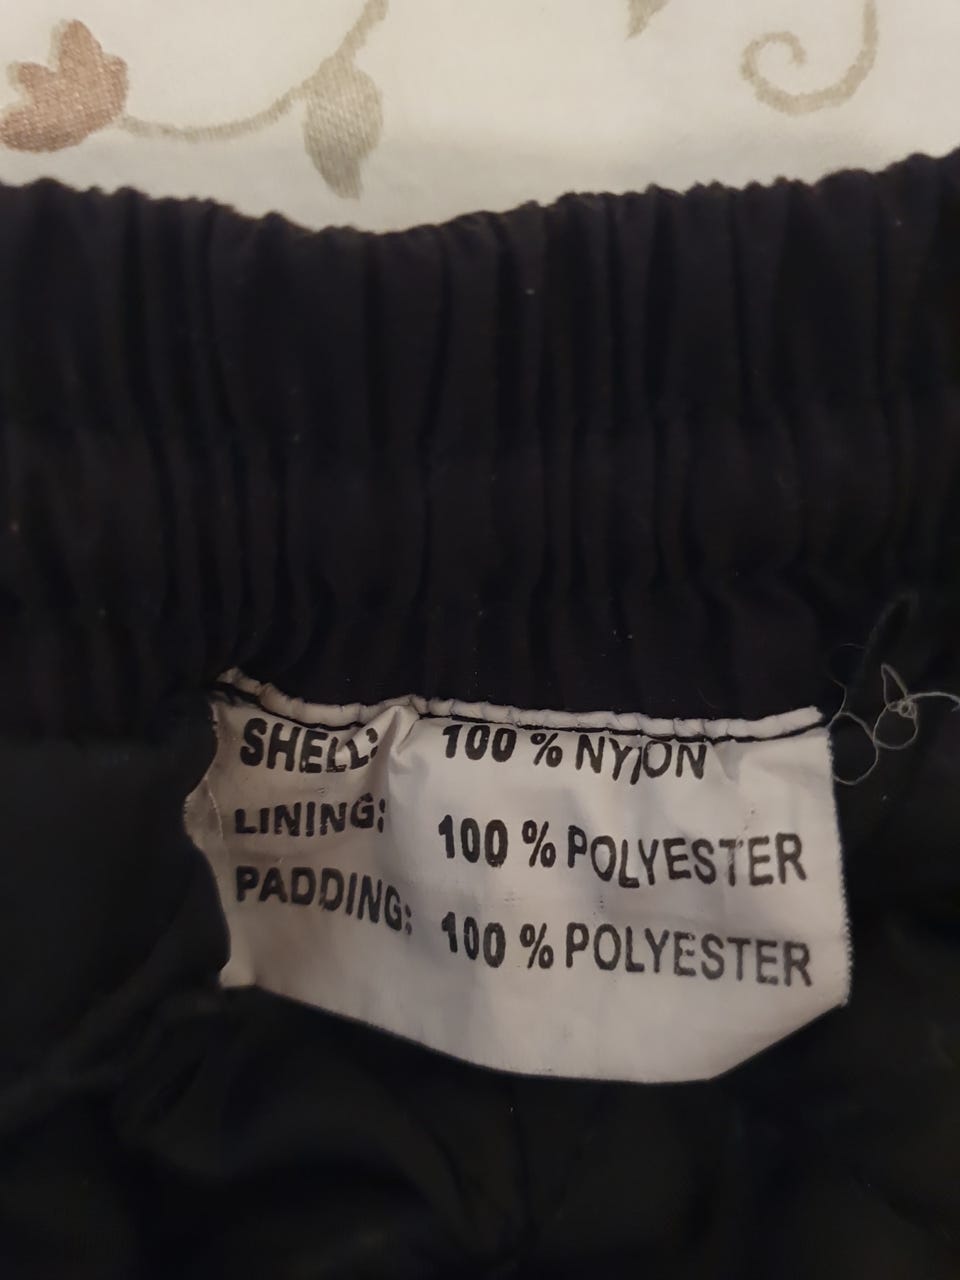 SHELL: 100 % NYLON
LINING: 100 % POLYESTER
PADDING: 100 % POLYESTER